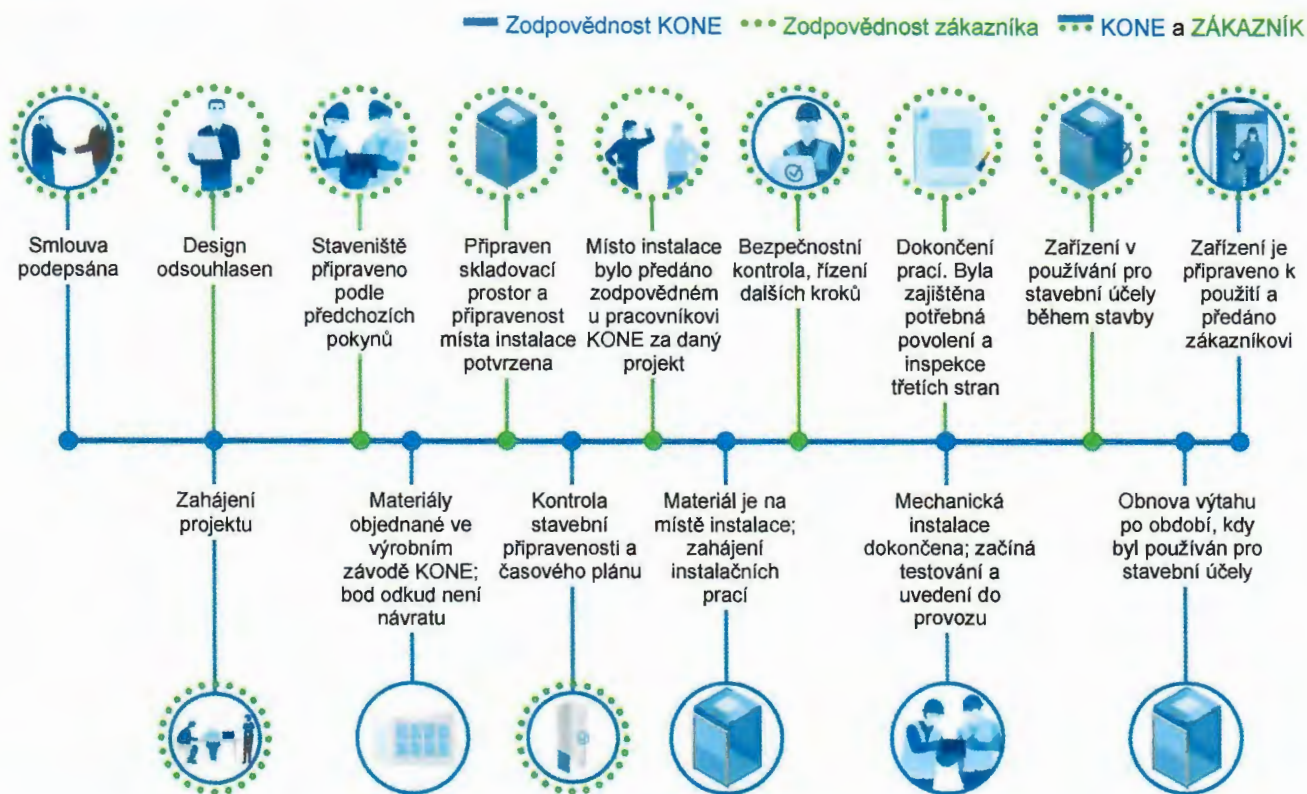 Zodpovědnost KONE
Zodpovědnost zákazníka
KONE a ZÁKAZNÍK
Smlouva
podepsána
Design
odsouhlasen
Staveniště
připraveno
podle
předchozích
pokynů
Připraven
skladovací
prostor a
připravenost
místa instalace
potvrzena
Místo instalace
bylo předáno
zodpovědném
u pracovníkovi
KONE za daný
projekt
Bezpečnostní
kontrola, řízení
dalších kroků
Dokončení
prací. Byla
zajištěna
potřebná
povolení a
inspekce
třetích stran
Zařízení v
používání pro
stavební účely
během stavby
Zařízení je
připraveno k
použití a
předáno
zákazníkovi
Zahájení
projektu
Materiály
objednané ve
výrobním
závodě KONE;
bod odkud není
návratu
Kontrola
stavební
připravenosti a
časového plánu
Materiál je na
místě instalace;
zahájení
instalačních
prací
Mechanická
instalace
dokončena; začíná
testování a
uvedení do
provozu
Obnova výtahu
po období, kdy
byl používán pro
stavební účely